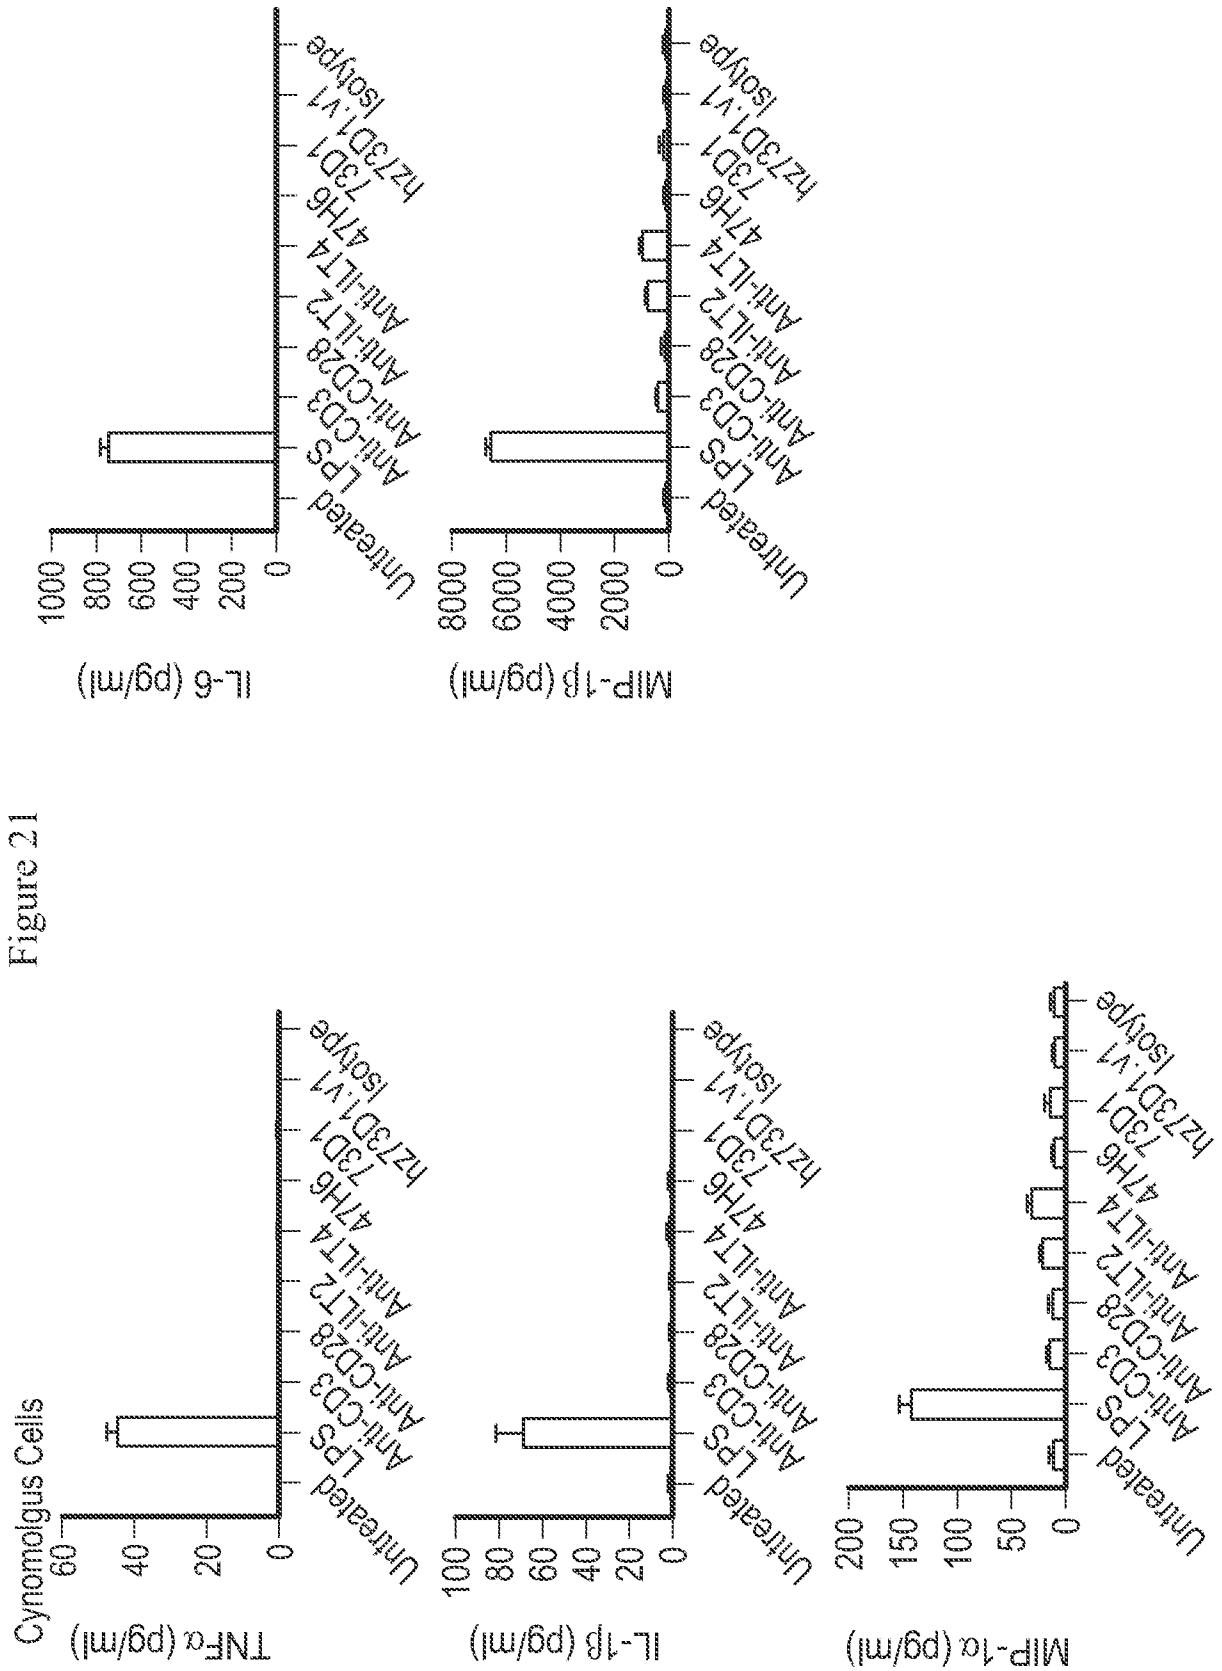 Figure 21
Cynomolgus Cells
TNFα (pg/ml)
60
40
20
0
Untreated
LPS
Anti-CD3
Anti-CD28
Anti-ILT2
Anti-ILT4
47H6
73D1
hz73D1.v1
Isotype
IL-6 (pg/ml)
1000
800
600
400
200
0
Untreated
LPS
Anti-CD3
Anti-CD28
Anti-ILT2
Anti-ILT4
47H6
73D1
hz73D1.v1
Isotype
IL-1β (pg/ml)
100
80
60
40
20
0
Untreated
LPS
Anti-CD3
Anti-CD28
Anti-ILT2
Anti-ILT4
47H6
73D1
hz73D1.v1
Isotype
MIP-1β (pg/ml)
8000
6000
4000
2000
0
Untreated
LPS
Anti-CD3
Anti-CD28
Anti-ILT2
Anti-ILT4
47H6
73D1
hz73D1.v1
Isotype
MIP-1α (pg/ml)
200
150
100
50
0
Untreated
LPS
Anti-CD3
Anti-CD28
Anti-ILT2
Anti-ILT4
47H6
73D1
hz73D1.v1
Isotype